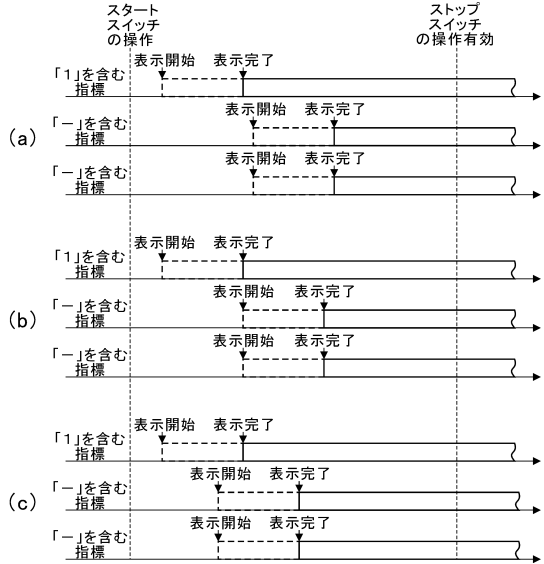 スタート
スイッチ
の操作
ストップ
スイッチ
の操作有効
(a)
表示開始 表示完了
「1」を含む
指標
表示開始 表示完了
「－」を含む
指標
表示開始 表示完了
「－」を含む
指標
(b)
表示開始 表示完了
「1」を含む
指標
表示開始 表示完了
「－」を含む
指標
表示開始 表示完了
「－」を含む
指標
(c)
表示開始 表示完了
「1」を含む
指標
表示開始 表示完了
「－」を含む
指標
表示開始 表示完了
「－」を含む
指標